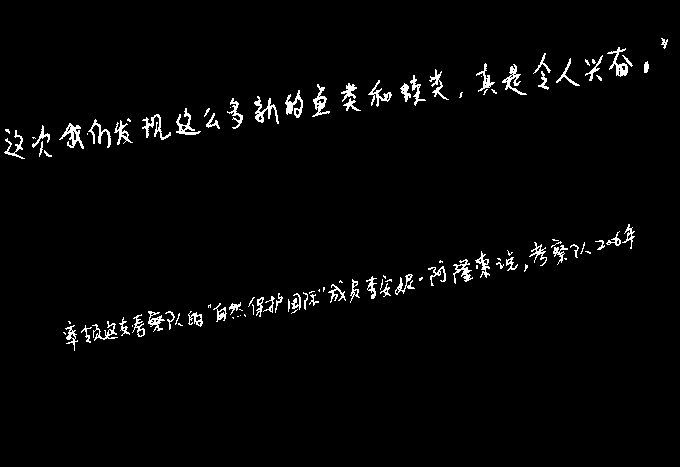 这次我们发现这么多新的鱼类和蛙类，真是令人兴奋。”
率领这支考察队的“自然保护国际”成员李安妮·阿隆索说，考察队2006年